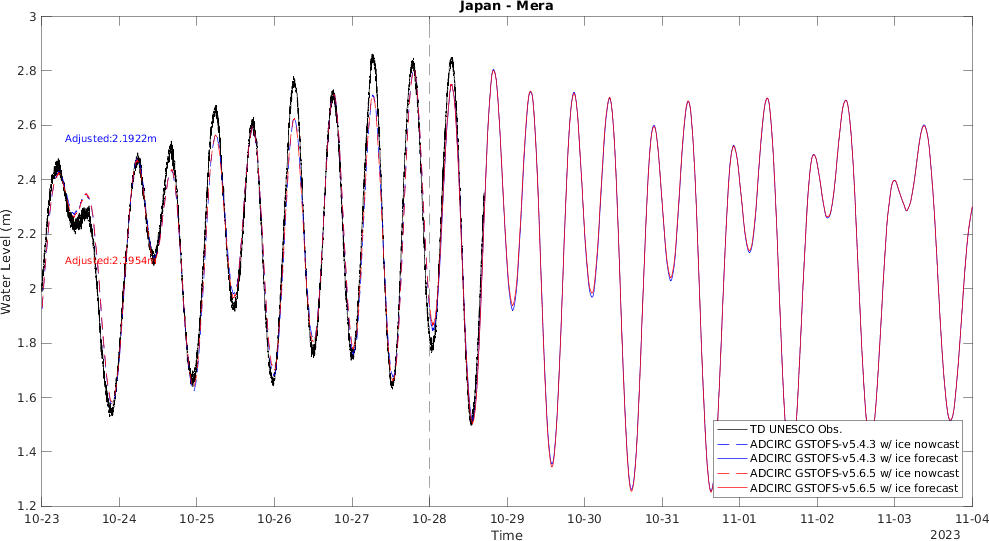 Japan - Mera
3
2.8
2.6
2.4
2.2
2
1.8
1.6
1.4
1.2
Water Level (m)
Adjusted:2.1922m
Adjusted:2.1954m
TD UNESCO Obs.
ADCIRC GSTOFS-v5.4.3 w/ ice nowcast
ADCIRC GSTOFS-v5.4.3 w/ ice forecast
ADCIRC GSTOFS-v5.6.5 w/ ice nowcast
ADCIRC GSTOFS-v5.6.5 w/ ice forecast
10-23 10-24 10-25 10-26 10-27 10-28 10-29 10-30 10-31 11-01 11-02 11-03 11-04
Time
2023